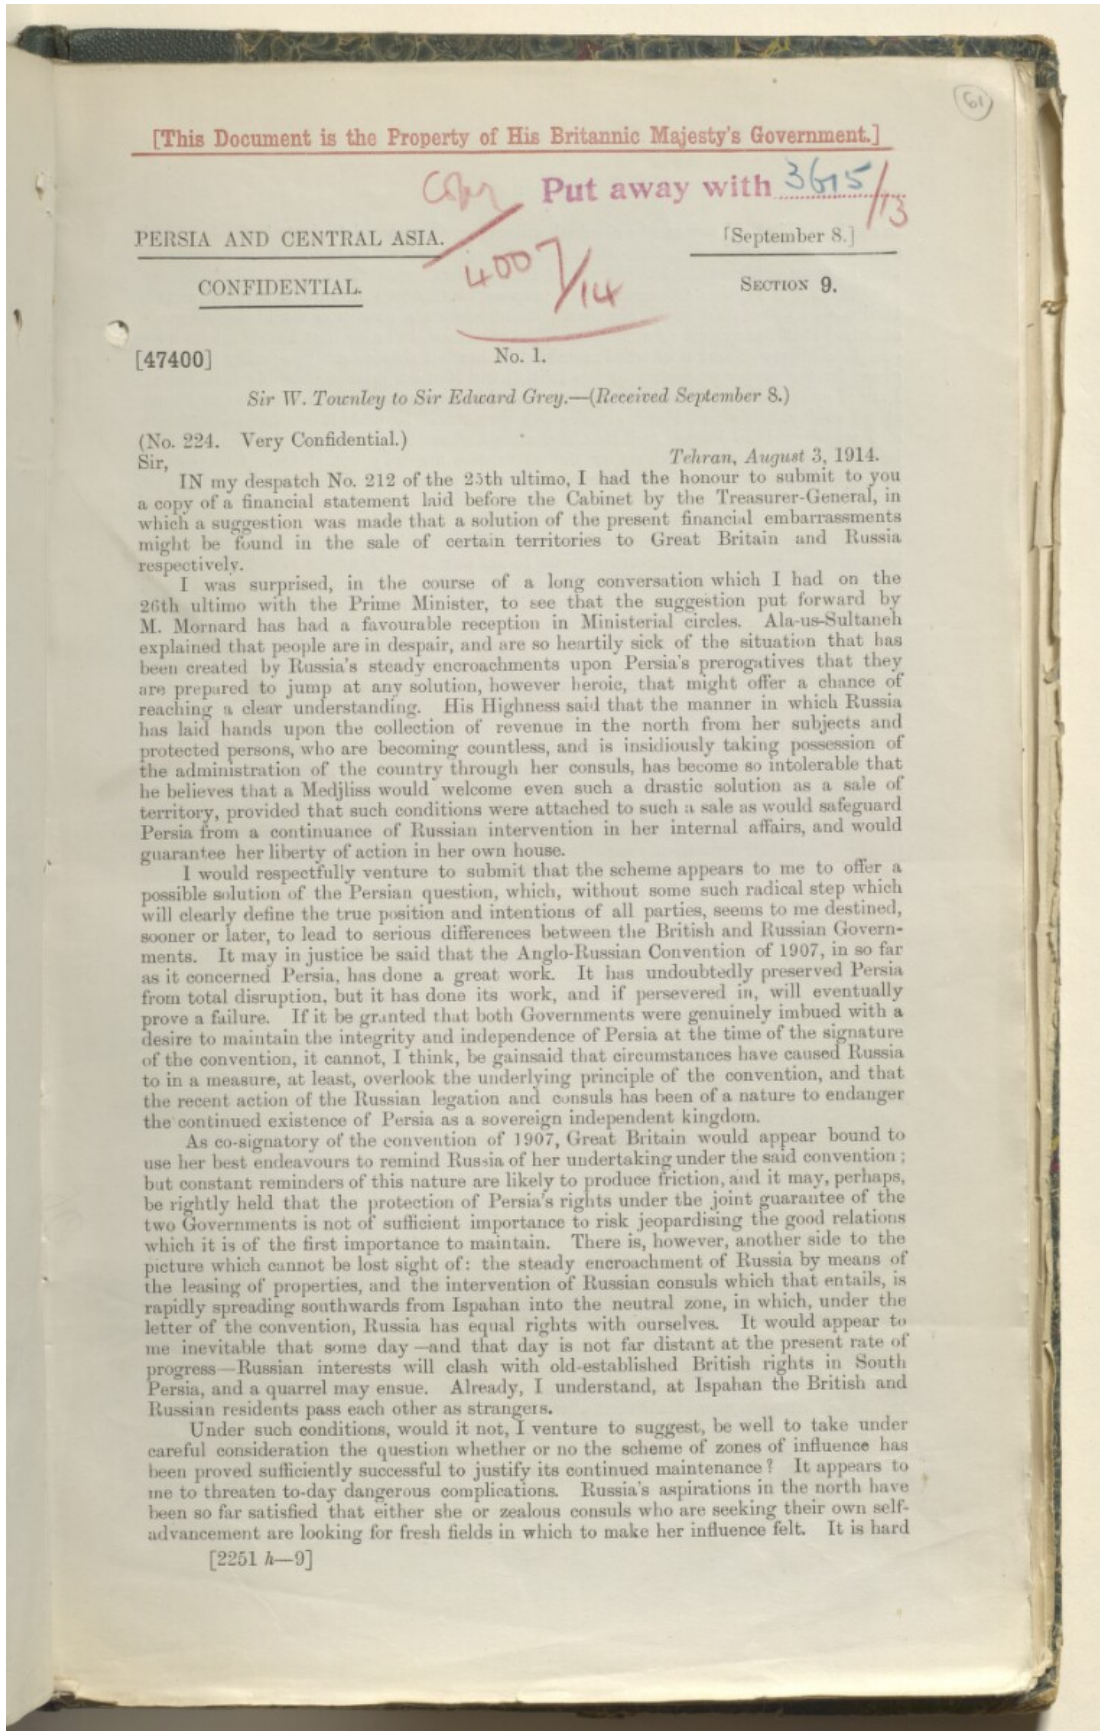 61
[This Document is the Property of His Britannic Majesty's Government.]
Copy Put away with 3615/13
PERSIA AND CENTRAL ASIA.
[September 8.]
4007/14
CONFIDENTIAL.
SECTION 9.
[47400]
No. 1.
Sir W. Townley to Sir Edward Grey.—(Received September 8.)
(No. 224. Very Confidential.)
Sir,
Tehran, August 3, 1914.
IN my despatch No. 212 of the 25th ultimo, I had the honour to submit to you
a copy of a financial statement laid before the Cabinet by the Treasurer-General, in
which a suggestion was made that a solution of the present financial embarrassments
might be found in the sale of certain territories to Great Britain and Russia
respectively.
I was surprised, in the course of a long conversation which I had on the
26th ultimo with the Prime Minister, to see that the suggestion put forward by
M. Mornard has had a favourable reception in Ministerial circles. Ala-us-Sultaneh
explained that people are in despair, and are so heartily sick of the situation that has
been created by Russia's steady encroachments upon Persia's prerogatives that they
are prepared to jump at any solution, however heroic, that might offer a chance of
reaching a clear understanding. His Highness said that the manner in which Russia
has laid hands upon the collection of revenue in the north from her subjects and
protected persons, who are becoming countless, and is insidiously taking possession of
the administration of the country through her consuls, has become so intolerable that
he believes that a Medjliss would welcome even such a drastic solution as a sale of
territory, provided that such conditions were attached to such a sale as would safeguard
Persia from a continuance of Russian intervention in her internal affairs, and would
guarantee her liberty of action in her own house.
I would respectfully venture to submit that the scheme appears to me to offer a
possible solution of the Persian question, which, without some such radical step which
will clearly define the true position and intentions of all parties, seems to me destined,
sooner or later, to lead to serious differences between the British and Russian Govern-
ments. It may in justice be said that the Anglo-Russian Convention of 1907, in so far
as it concerned Persia, has done a great work. It has undoubtedly preserved Persia
from total disruption, but it has done its work, and if persevered in, will eventually
prove a failure. If it be granted that both Governments were genuinely imbued with a
desire to maintain the integrity and independence of Persia at the time of the signature
of the convention, it cannot, I think, be gainsaid that circumstances have caused Russia
to in a measure, at least, overlook the underlying principle of the convention, and that
the recent action of the Russian legation and consuls has been of a nature to endanger
the continued existence of Persia as a sovereign independent kingdom.
As co-signatory of the convention of 1907, Great Britain would appear bound to
use her best endeavours to remind Russia of her undertaking under the said convention;
but constant reminders of this nature are likely to produce friction, and it may, perhaps,
be rightly held that the protection of Persia's rights under the joint guarantee of the
two Governments is not of sufficient importance to risk jeopardising the good relations
which it is of the first importance to maintain. There is, however, another side to the
picture which cannot be lost sight of: the steady encroachment of Russia by means of
the leasing of properties, and the intervention of Russian consuls which that entails, is
rapidly spreading southwards from Ispahan into the neutral zone, in which, under the
letter of the convention, Russia has equal rights with ourselves. It would appear to
me inevitable that some day—and that day is not far distant at the present rate of
progress—Russian interests will clash with old-established British rights in South
Persia, and a quarrel may ensue. Already, I understand, at Ispahan the British and
Russian residents pass each other as strangers.
Under such conditions, would it not, I venture to suggest, be well to take under
careful consideration the question whether or no the scheme of zones of influence has
been proved sufficiently successful to justify its continued maintenance? It appears to
me to threaten to-day dangerous complications. Russia's aspirations in the north have
been so far satisfied that either she or zealous consuls who are seeking their own self-
advancement are looking for fresh fields in which to make her influence felt. It is hard
[2251 h—9]